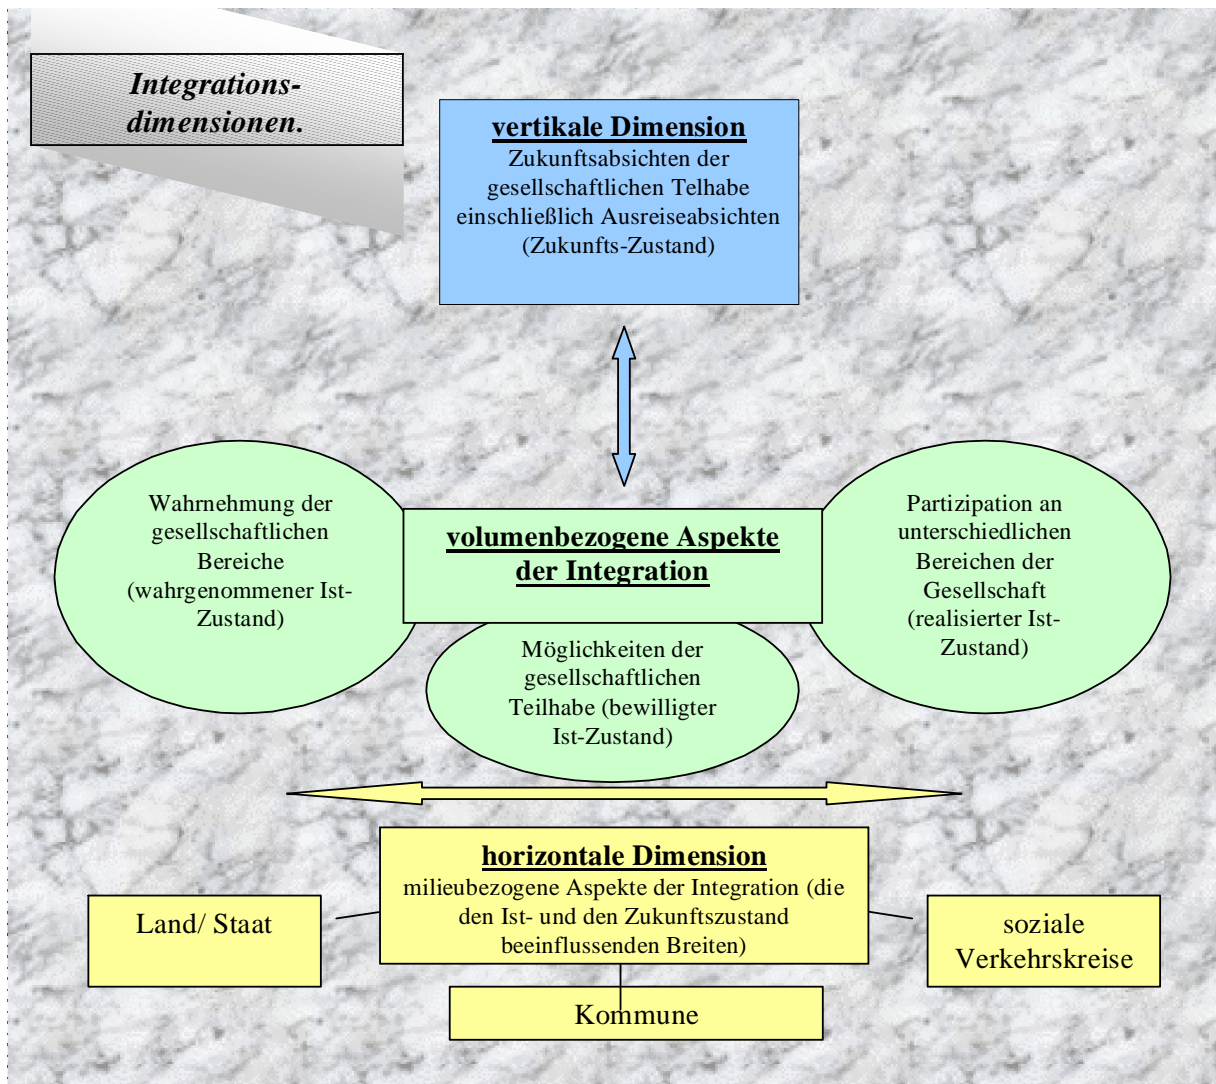 Integrations-
dimensionen.
vertikale Dimension
Zukunftsabsichten der
gesellschaftlichen Telhabe
einschließlich Ausreiseabsichten
(Zukunfts-Zustand)
Wahrnehmung der
gesellschaftlichen
Bereiche
(wahrgenommener Ist-
Zustand)
volumenbezogene Aspekte
der Integration
Partizipation an
unterschiedlichen
Bereichen der
Gesellschaft
(realisierter Ist-
Zustand)
Möglichkeiten der
gesellschaftlichen
Teilhabe (bewilligter
Ist-Zustand)
horizontale Dimension
milieubezogene Aspekte der Integration (die
den Ist- und den Zukunftszustand
beeinflussenden Breiten)
Land/ Staat
soziale
Verkehrskreise
Kommune